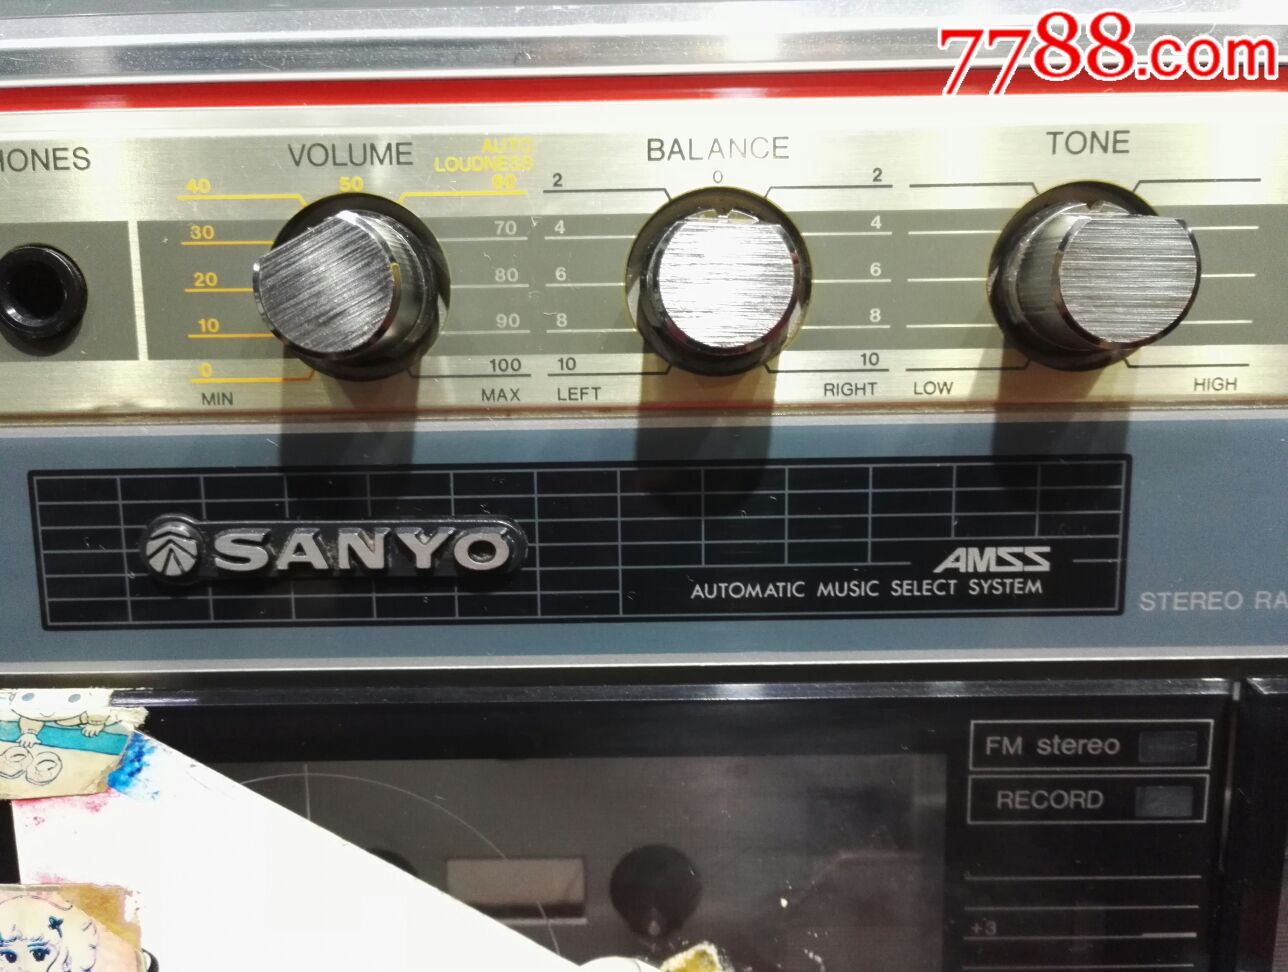 7788.com
HONES
VOLUME
AUTO
LOUDNESS
BALANCE
TONE
40 50 60
30 70
20 80
10 90
0 100
MIN MAX
0
2 2
4 4
6 6
8 8
10 10
LEFT RIGHT
LOW HIGH
SANYO
AMSS
AUTOMATIC MUSIC SELECT SYSTEM
STEREO RA
FM stereo
RECORD
+3